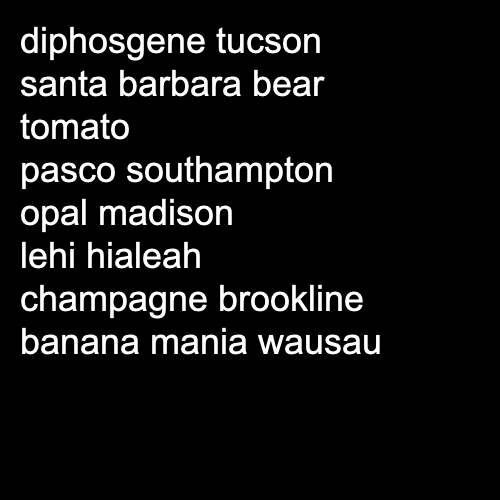 diphosgene tucson
santa barbara bear
tomato
pasco southampton
opal madison
lehi hialeah
champagne brookline
banana mania wausau